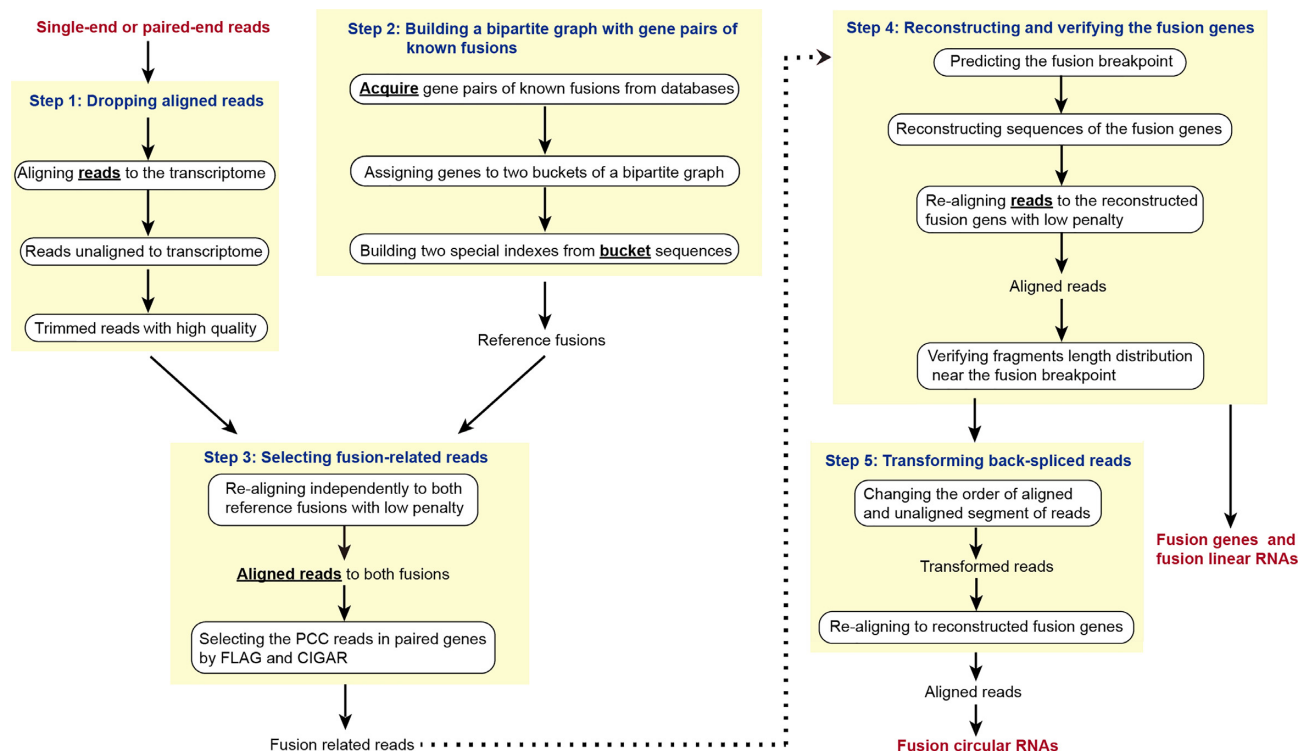 Single-end or paired-end reads
Step 1: Dropping aligned reads
Aligning reads to the transcriptome
Reads unaligned to transcriptome
Trimmed reads with high quality
Step 2: Building a bipartite graph with gene pairs of
known fusions
Acquire gene pairs of known fusions from databases
Assigning genes to two buckets of a bipartite graph
Building two special indexes from bucket sequences
Reference fusions
Step 3: Selecting fusion-related reads
Re-aligning independently to both
reference fusions with low penalty
Aligned reads to both fusions
Selecting the PCC reads in paired genes
by FLAG and CIGAR
Fusion related reads
Step 4: Reconstructing and verifying the fusion genes
Predicting the fusion breakpoint
Reconstructing sequences of the fusion genes
Re-aligning reads to the reconstructed
fusion gens with low penalty
Aligned reads
Verifying fragments length distribution
near the fusion breakpoint
Step 5: Transforming back-spliced reads
Changing the order of aligned
and unaligned segment of reads
Transformed reads
Re-aligning to reconstructed fusion genes
Aligned reads
Fusion circular RNAs
Fusion genes and
fusion linear RNAs